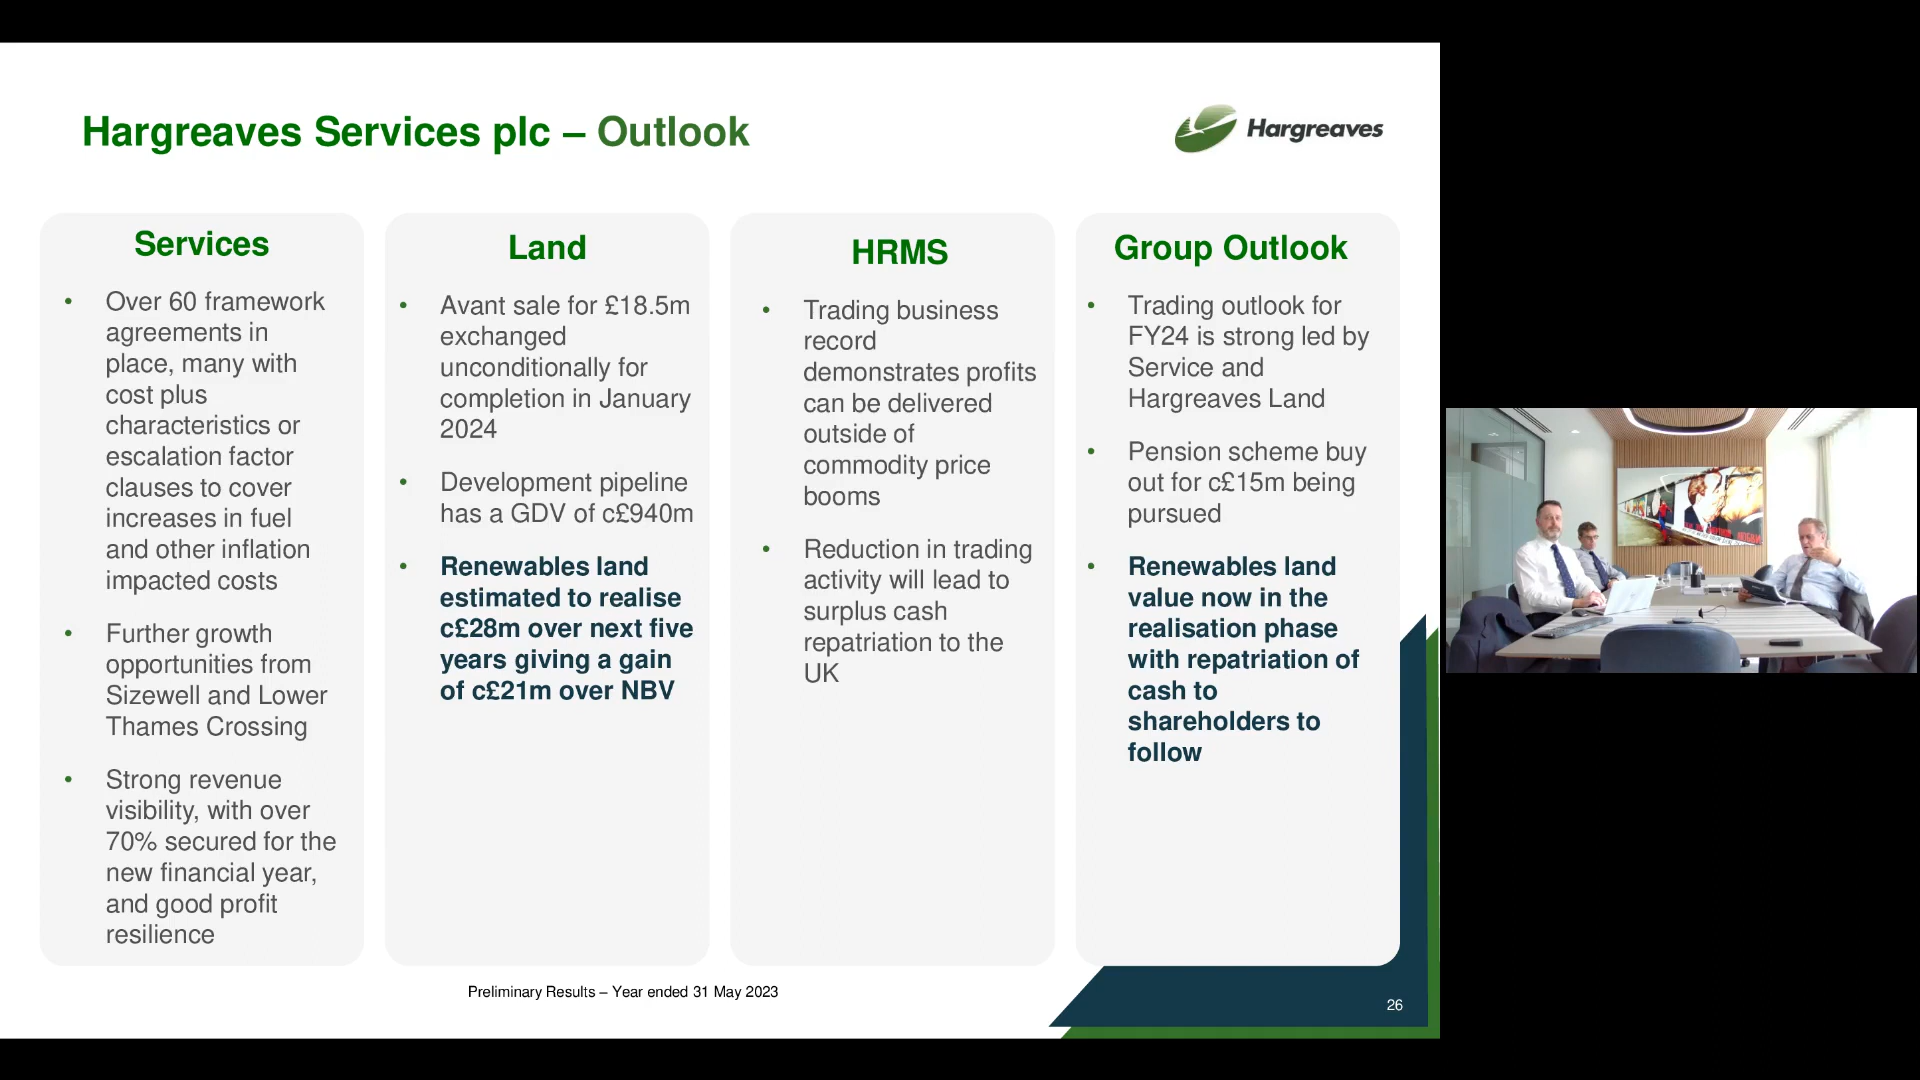 Hargreaves Services plc – Outlook
Hargreaves
Services
• Over 60 framework
agreements in
place, many with
cost plus
characteristics or
escalation factor
clauses to cover
increases in fuel
and other inflation
impacted costs
• Further growth
opportunities from
Sizewell and Lower
Thames Crossing
• Strong revenue
visibility, with over
70% secured for the
new financial year,
and good profit
resilience
Land
• Avant sale for £18.5m
exchanged
unconditionally for
completion in January
2024
• Development pipeline
has a GDV of c£940m
• Renewables land
estimated to realise
c£28m over next five
years giving a gain
of c£21m over NBV
HRMS
• Trading business
record
demonstrates profits
can be delivered
outside of
commodity price
booms
• Reduction in trading
activity will lead to
surplus cash
repatriation to the
UK
Group Outlook
• Trading outlook for
FY24 is strong led by
Service and
Hargreaves Land
• Pension scheme buy
out for c£15m being
pursued
• Renewables land
value now in the
realisation phase
with repatriation of
cash to
shareholders to
follow
Preliminary Results – Year ended 31 May 2023
26